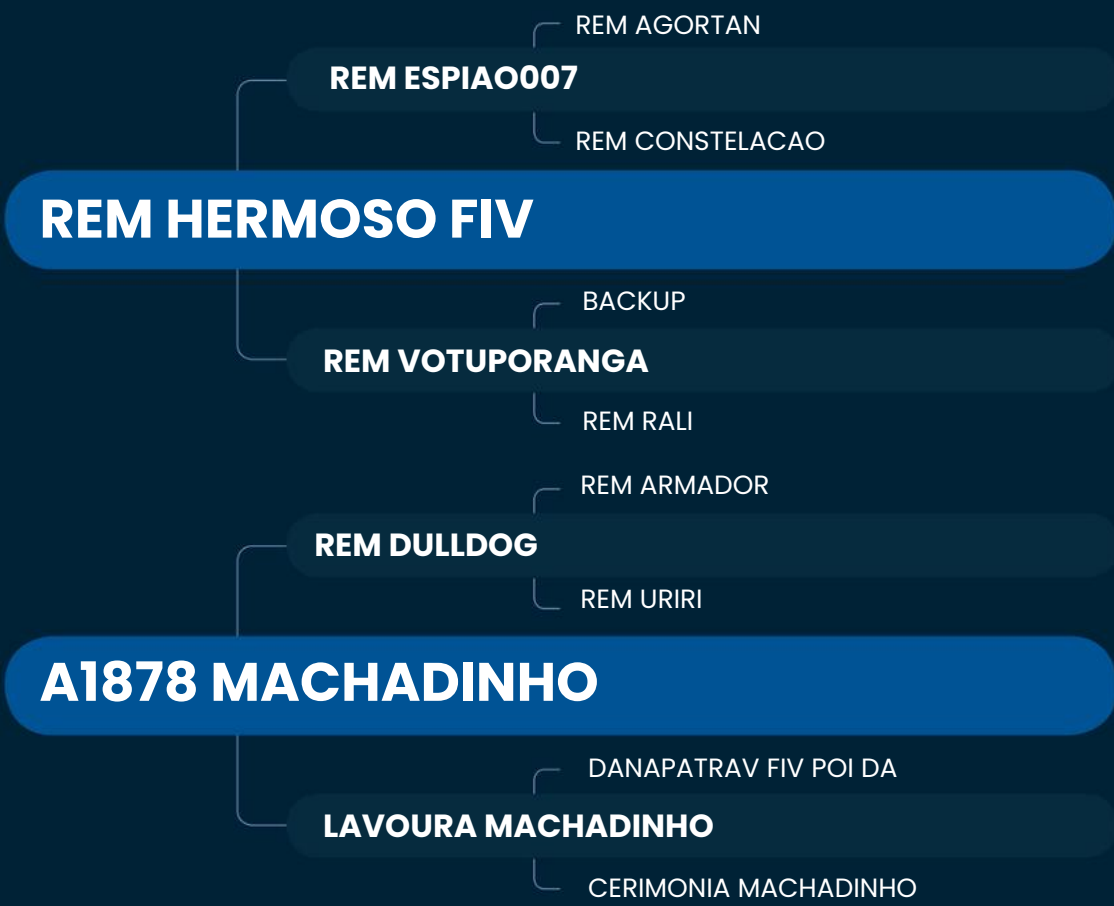 REM AGORTAN
REM ESPIAO007
REM CONSTELACAO
REM HERMOSO FIV
BACKUP
REM VOTUPORANGA
REM RALI
REM ARMADOR
REM DULLDOG
REM URIRI
A1878 MACHADINHO
DANAPATRAV FIV POI DA
LAVOURA MACHADINHO
CERIMONIA MACHADINHO